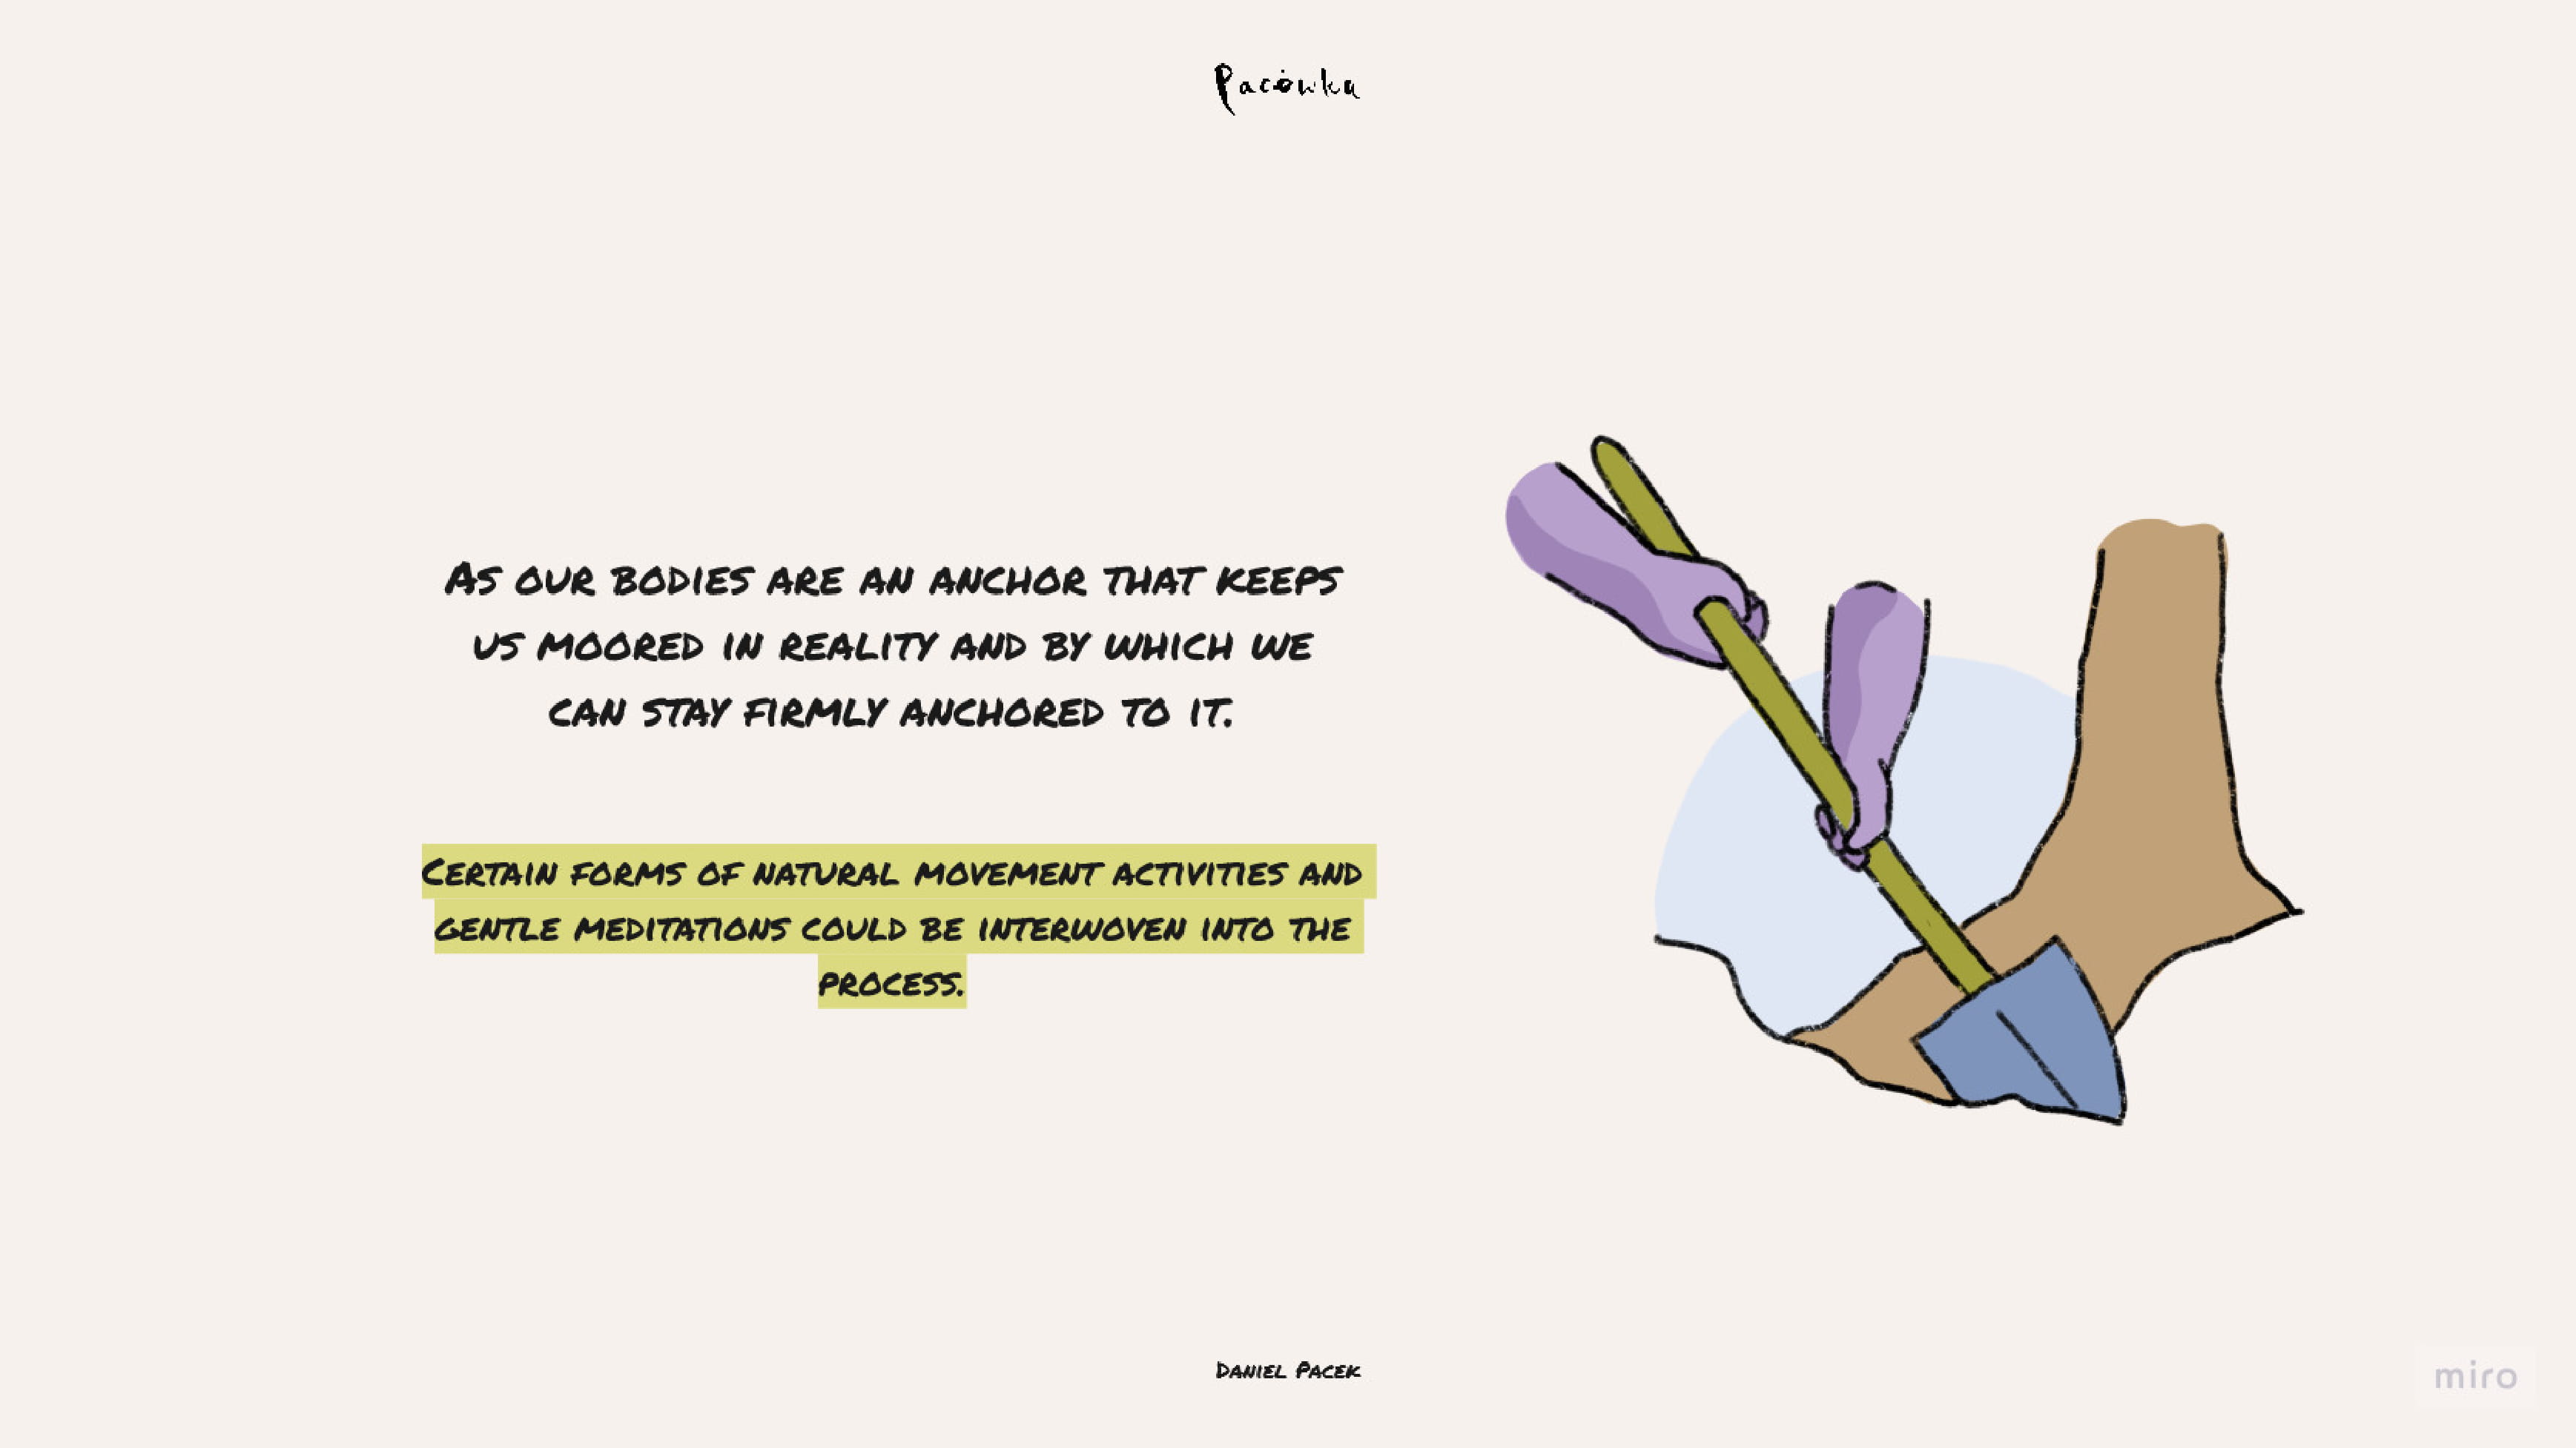 Pacówka
As our bodies are an anchor that keeps
us moored in reality and by which we
can stay firmly anchored to it.
Certain forms of natural movement activities and
gentle meditations could be interwoven into the
process.
Daniel Pacek
miro